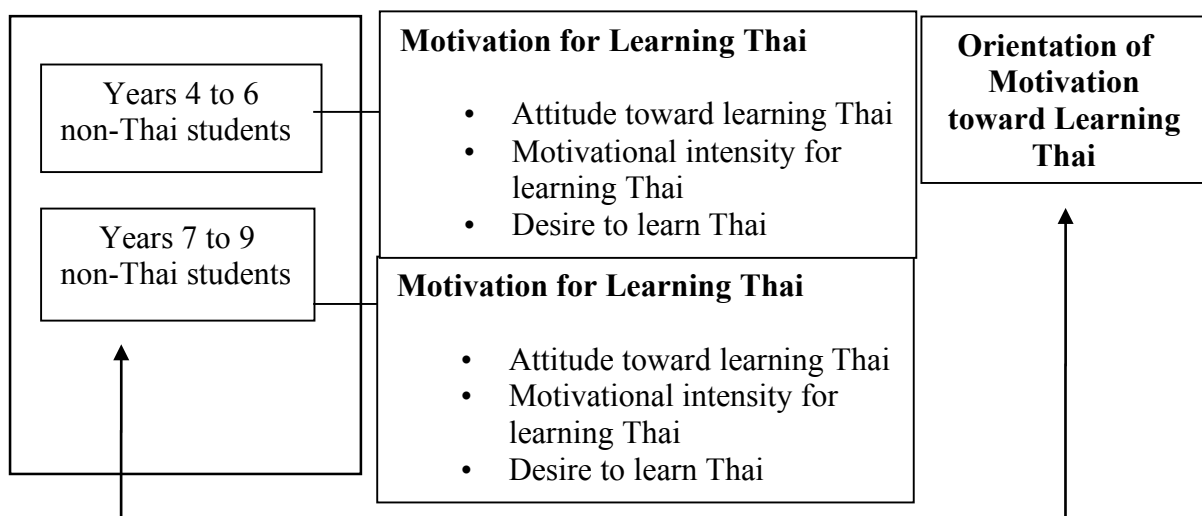 Years 4 to 6
non-Thai students
Years 7 to 9
non-Thai students
Motivation for Learning Thai
• Attitude toward learning Thai
• Motivational intensity for
learning Thai
• Desire to learn Thai
Motivation for Learning Thai
• Attitude toward learning Thai
• Motivational intensity for
learning Thai
• Desire to learn Thai
Orientation of
Motivation
toward Learning
Thai